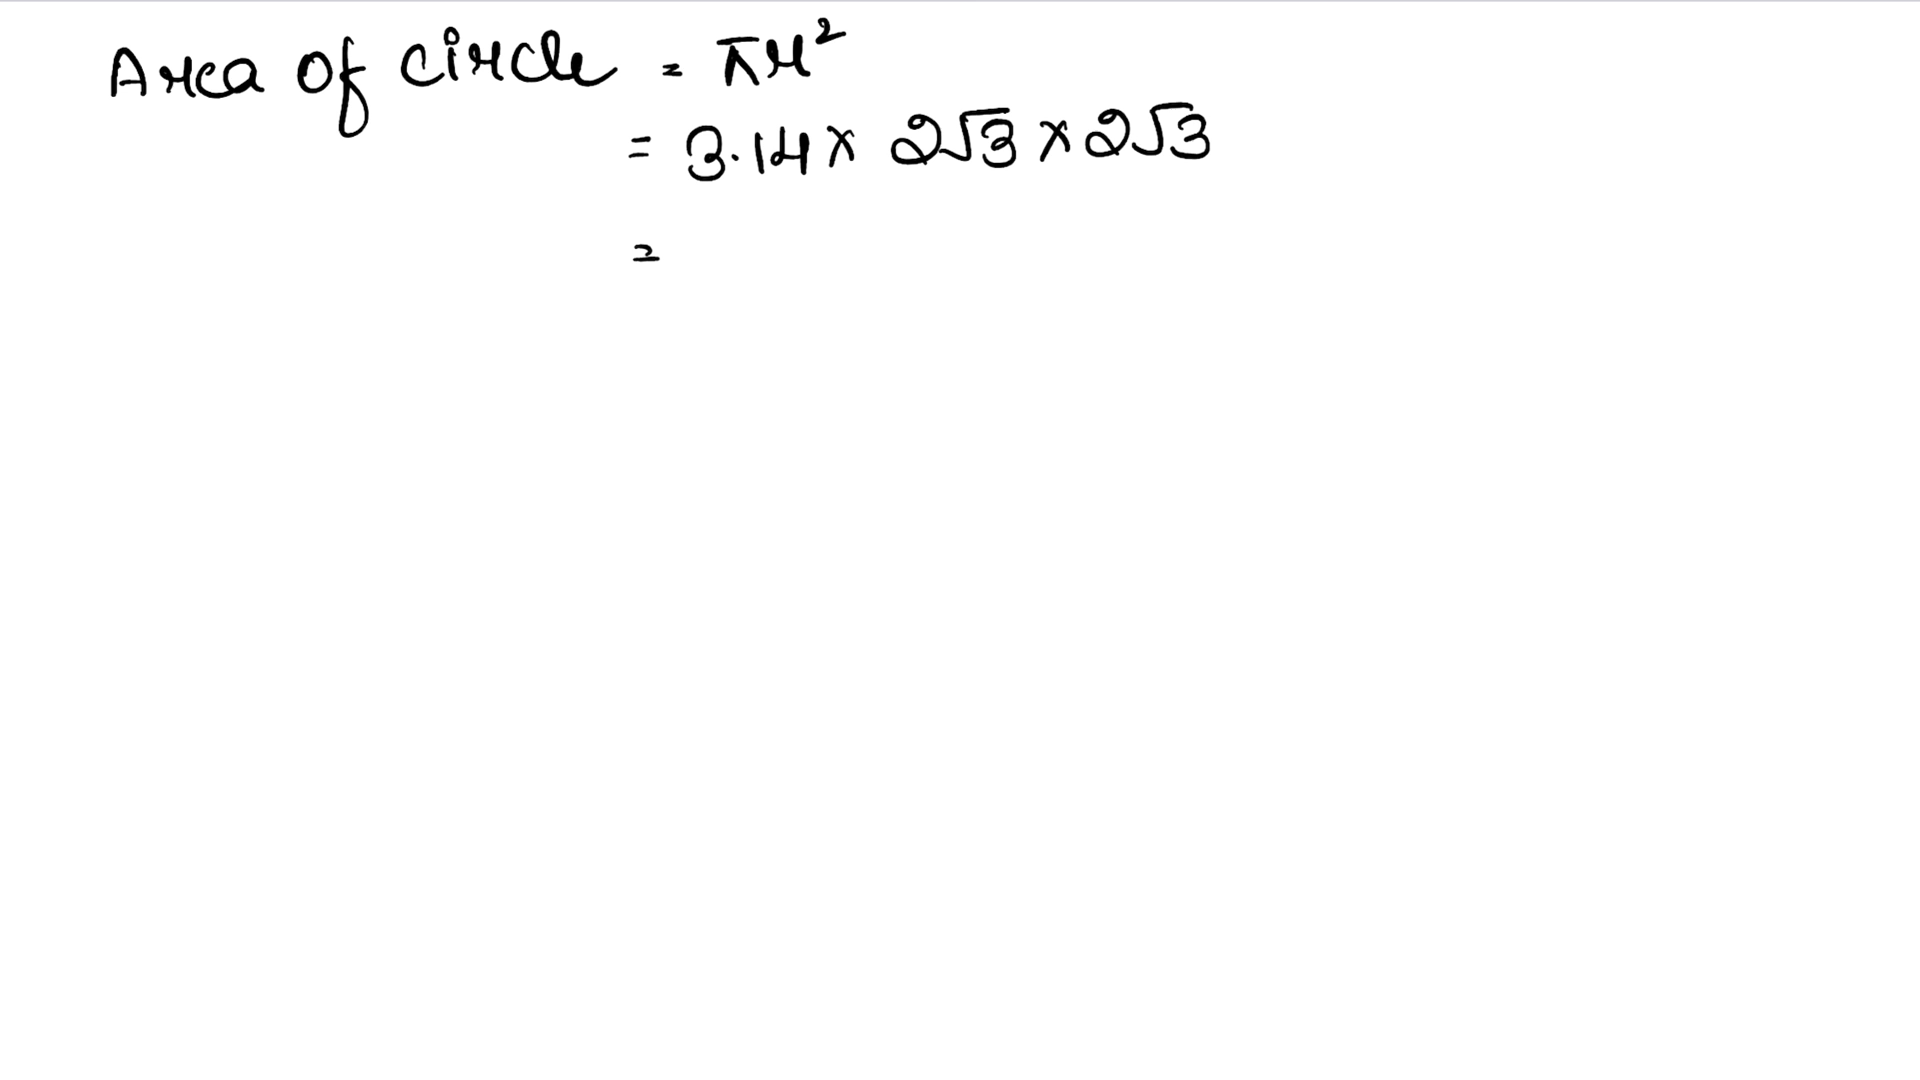 Area of circle = πr²
= 3.14 × 2√3 × 2√3
=